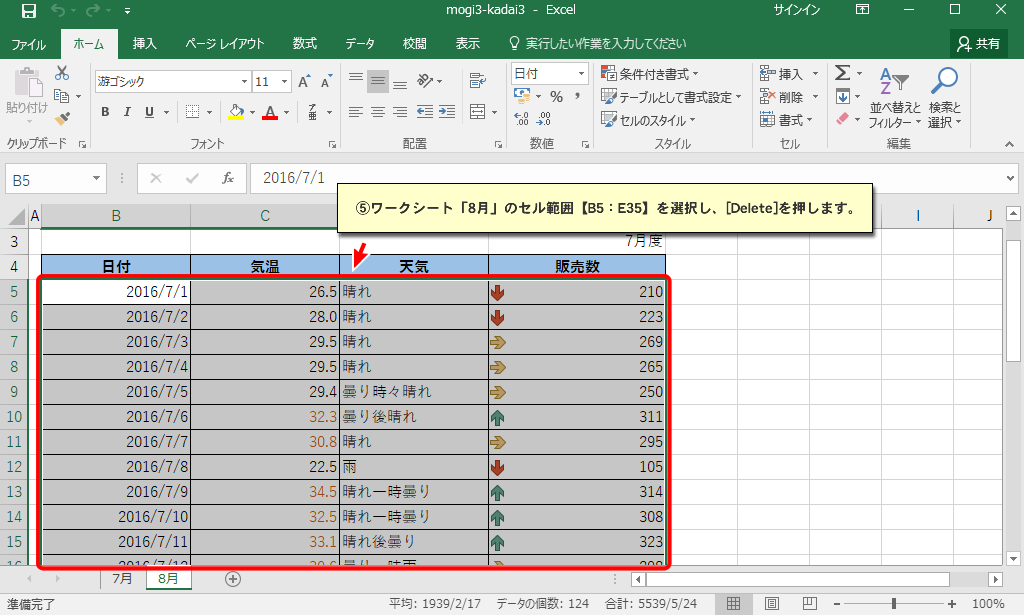 mogi3-kadai3 - Excel
サインイン
ファイル ホーム 挿入 ページ レイアウト 数式 データ 校閲 表示 実行したい作業を入力してください 共有
貼り付け
クリップボード
游ゴシック 11
B I U
フォント
配置
日付
% ,
数値
条件付き書式
テーブルとして書式設定
セルのスタイル
スタイル
挿入
削除
書式
セル
並べ替えと
フィルター
検索と
選択
編集
B5 fx 2016/7/1
⑤ワークシート「8月」のセル範囲【B5：E35】を選択し、[Delete]を押します。
A B C I J
3 7月度
4 日付 気温 天気 販売数
5 2016/7/1 26.5 晴れ 210
6 2016/7/2 28.0 晴れ 223
7 2016/7/3 29.5 晴れ 269
8 2016/7/4 29.5 晴れ 265
9 2016/7/5 29.4 曇り時々晴れ 250
10 2016/7/6 32.3 曇り後晴れ 311
11 2016/7/7 30.8 晴れ 295
12 2016/7/8 22.5 雨 105
13 2016/7/9 34.5 晴れ一時曇り 314
14 2016/7/10 32.5 晴れ一時曇り 308
15 2016/7/11 33.1 晴れ後曇り 323
7月 8月
準備完了 平均: 1939/2/17 データの個数: 124 合計: 5539/5/24 100%